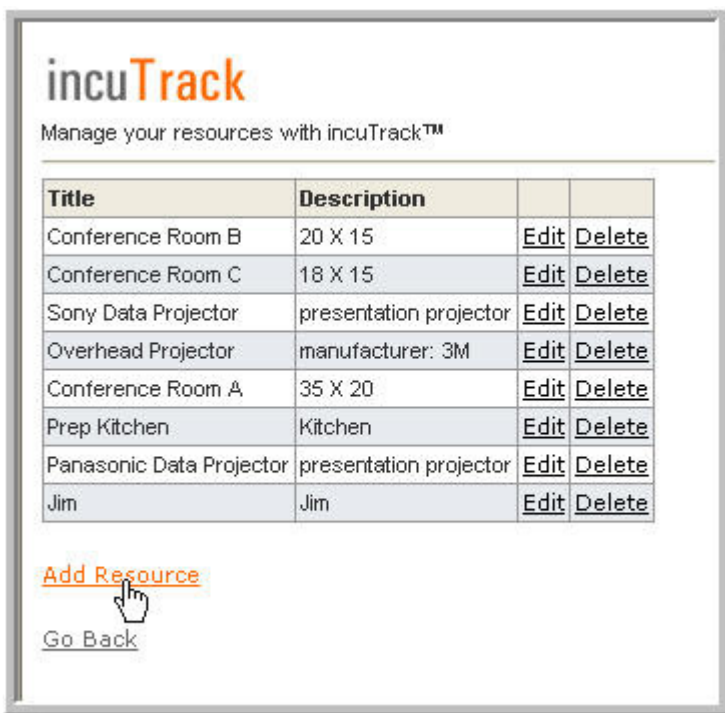 incuTrack
Manage your resources with incuTrack™
Title Description
Conference Room B 20 X 15 Edit Delete
Conference Room C 18 X 15 Edit Delete
Sony Data Projector presentation projector Edit Delete
Overhead Projector manufacturer: 3M Edit Delete
Conference Room A 35 X 20 Edit Delete
Prep Kitchen Kitchen Edit Delete
Panasonic Data Projector presentation projector Edit Delete
Jim Jim Edit Delete
Add Resource
Go Back